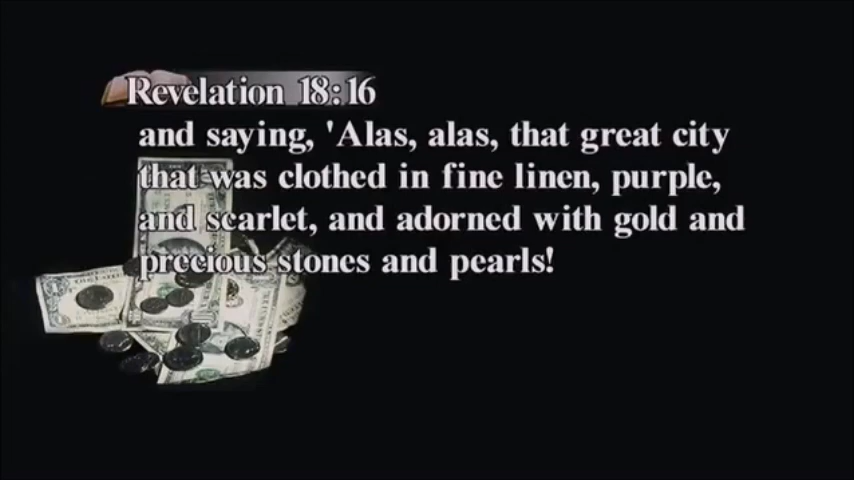 Revelation 18:16
and saying, 'Alas, alas, that great city
that was clothed in fine linen, purple,
and scarlet, and adorned with gold and
precious stones and pearls!